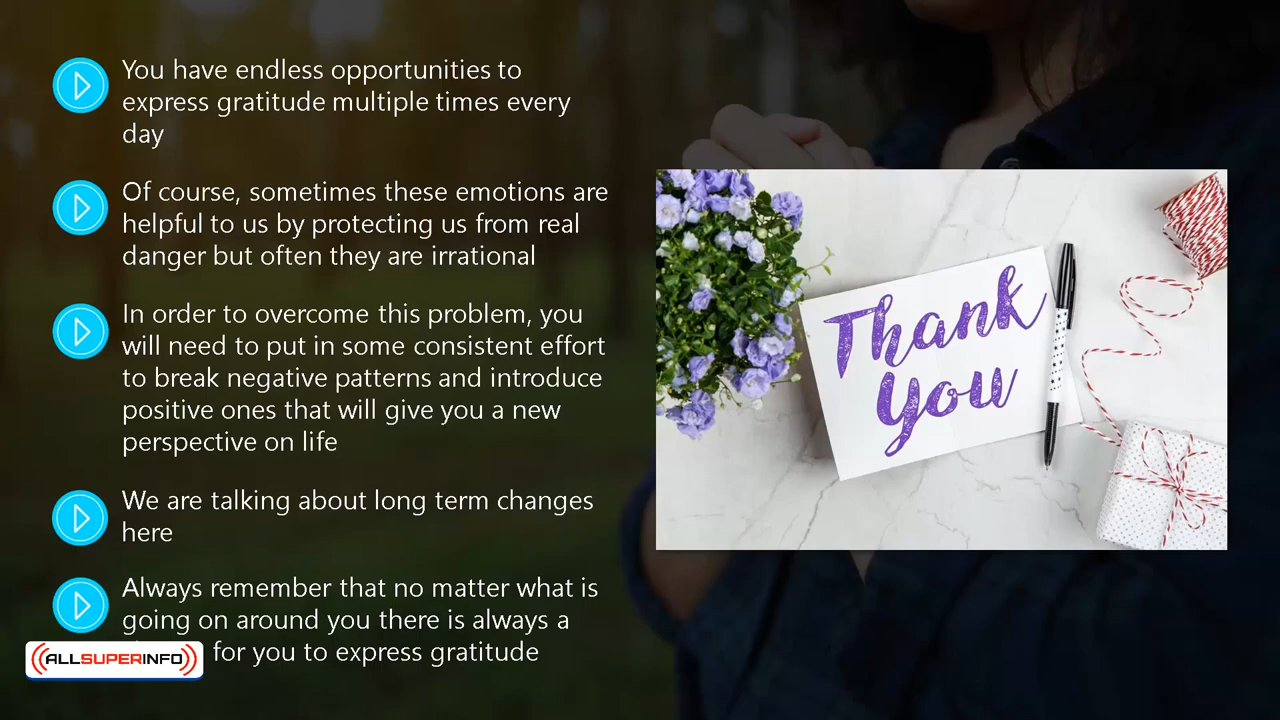 You have endless opportunities to
express gratitude multiple times every
day
Of course, sometimes these emotions are
helpful to us by protecting us from real
danger but often they are irrational
In order to overcome this problem, you
will need to put in some consistent effort
to break negative patterns and introduce
positive ones that will give you a new
perspective on life
We are talking about long term changes
here
Always remember that no matter what is
going on around you there is always a
for you to express gratitude
ALLSUPERINFO
Thank
You